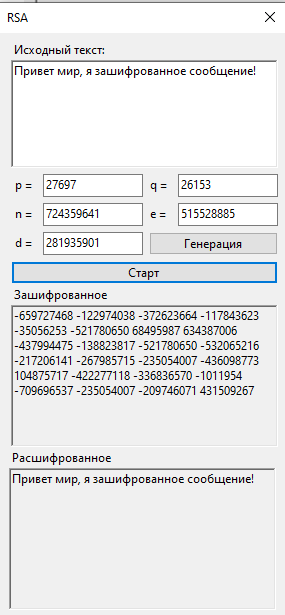 RSA
Исходный текст:
Привет мир, я зашифрованное сообщение!
p = 27697 q = 26153
n = 724359641 e = 515528885
d = 281935901 Генерация
Старт
Зашифрованное
-659727468 -122974038 -372623664 -117843623
-35056253 -521780650 68495987 634387006
-437994475 -138823817 -521780650 -532065216
-217206141 -267985715 -235054007 -436098773
104875717 -422277118 -336836570 -1011954
-709696537 -235054007 -209746071 431509267
Расшифрованное
Привет мир, я зашифрованное сообщение!